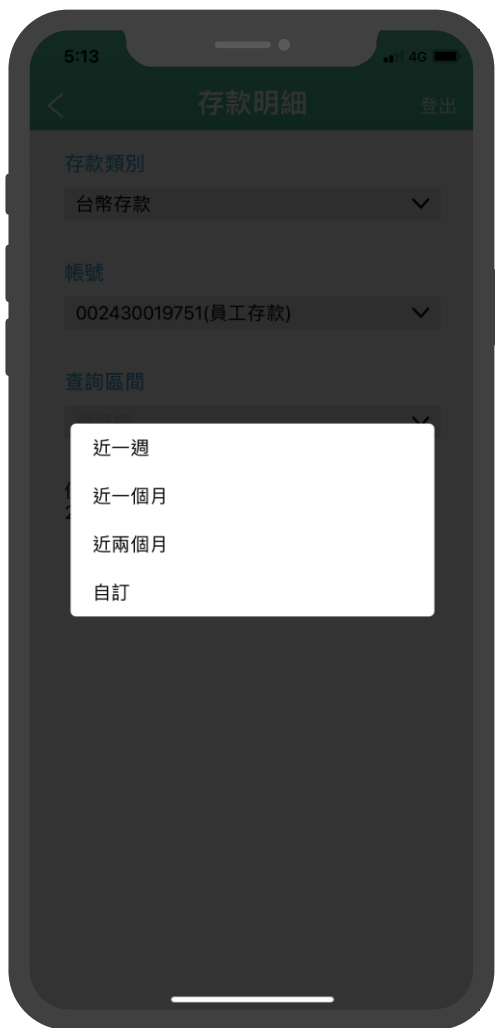 5:13
4G
存款明細
登出
存款類別
台幣存款
帳號
002430019751(員工存款)
查詢區間
近一週
近一個月
近兩個月
自訂